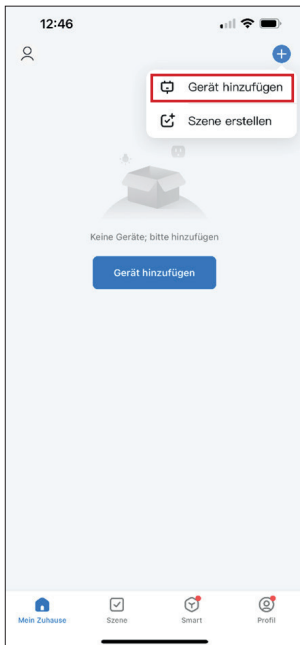 12:46
Gerät hinzufügen
Szene erstellen
Keine Geräte; bitte hinzufügen
Gerät hinzufügen
Mein Zuhause
Szene
Smart
Profil